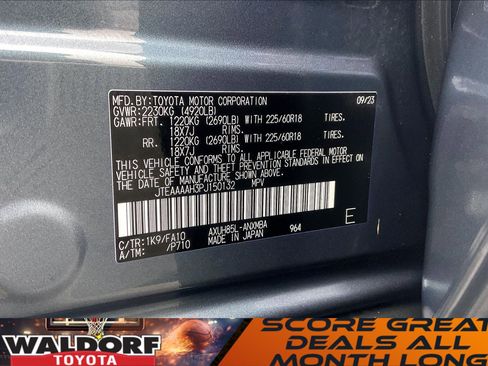 MFD. BY:TOYOTA MOTOR CORPORATION 09/23
GVWR:2230KG (4920LB)
GAWR:FRT. 1220KG (2690LB) WITH 225/60R18 TIRES.
18X7J RIMS.
RR. 1220KG (2690LB) WITH 225/60R18 TIRES.
18X7J RIMS.
THIS VEHICLE CONFORMS TO ALL APPLICABLE FEDERAL MOTOR
VEHICLE SAFETY, BUMPER, AND THEFT PREVENTION STANDARDS IN EFFECT ON
THE DATE OF MANUFACTURE SHOWN ABOVE.
JTEAAAAH3PJ150132 MPV
E
C/TR:1K9/FA10 AXUH85L-ANXMBA 964
A/TM: /P710 MADE IN JAPAN
WALDORF
TOYOTA
SCORE GREAT
DEALS ALL
MONTH LONG